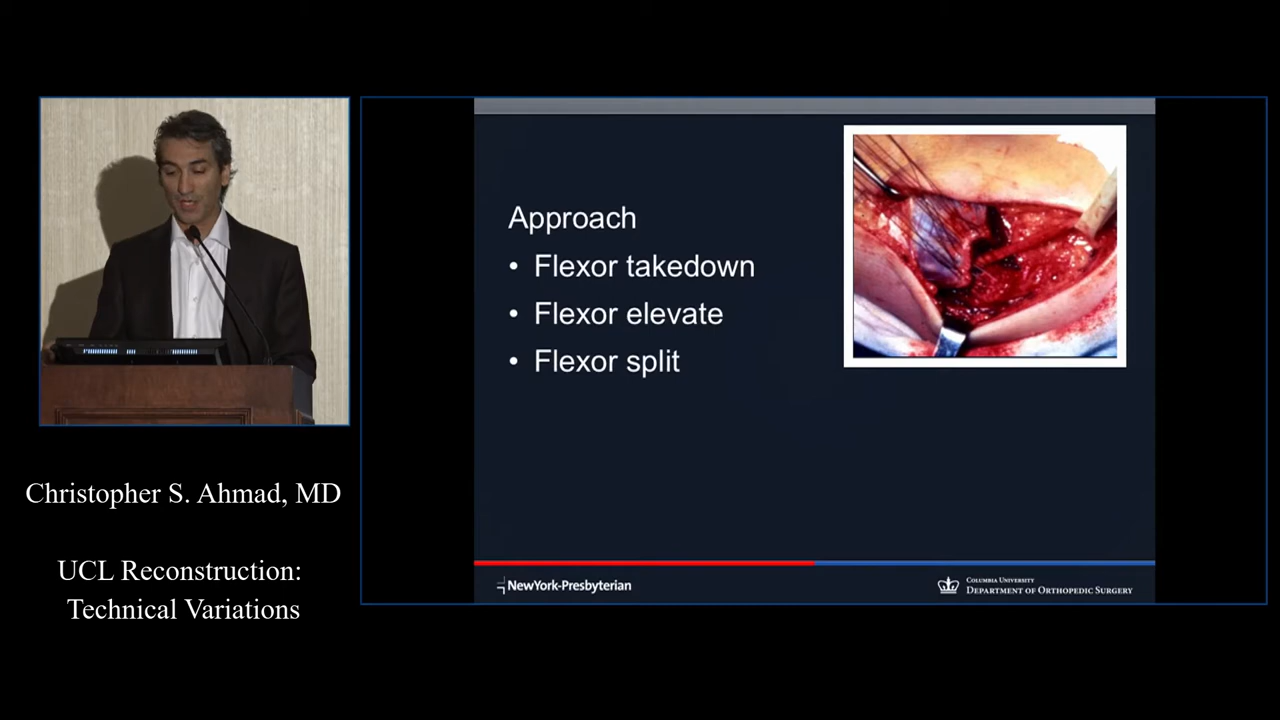 Approach
• Flexor takedown
• Flexor elevate
• Flexor split
NewYork-Presbyterian
Columbia University
Department of Orthopedic Surgery
Christopher S. Ahmad, MD
UCL Reconstruction:
Technical Variations